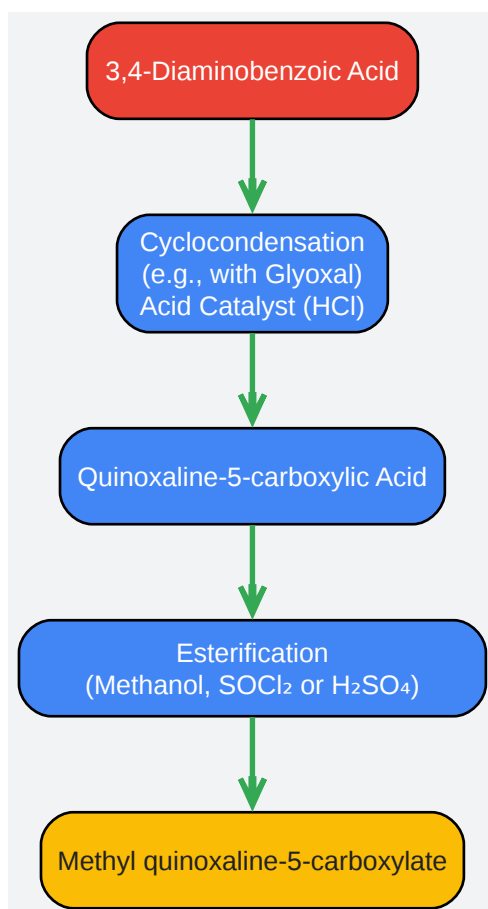 3,4-Diaminobenzoic Acid
Cyclocondensation
(e.g., with Glyoxal)
Acid Catalyst (HCl)
Quinoxaline-5-carboxylic Acid
Esterification
(Methanol, SOCl₂ or H₂SO₄)
Methyl quinoxaline-5-carboxylate